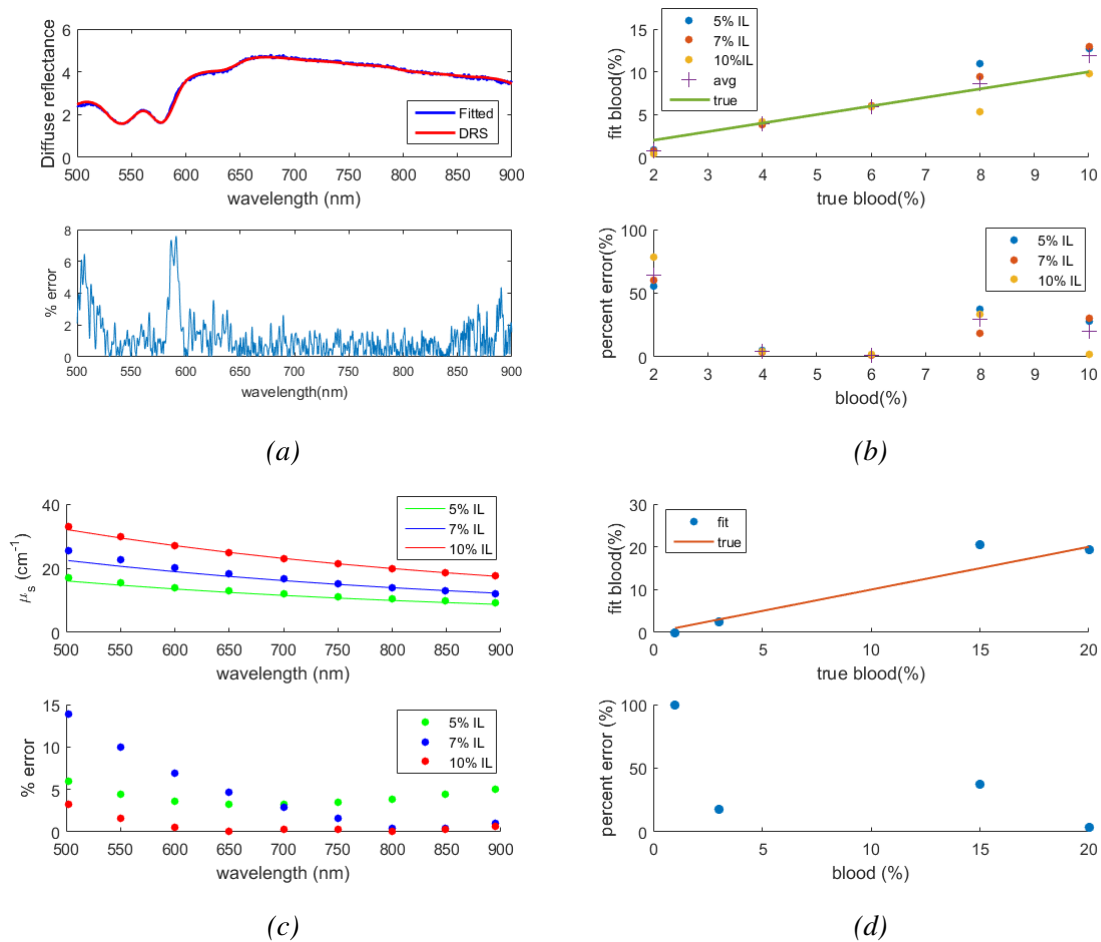 Diffuse reflectance
6
4
2
0
Fitted
DRS
500 550 600 650 700 750 800 850 900
wavelength (nm)
% error
8
6
4
2
0
500 550 600 650 700 750 800 850 900
wavelength(nm)
(a)
fit blood(%)
15
10
5
0
5% IL
7% IL
10%IL
avg
true
2 3 4 5 6 7 8 9 10
true blood(%)
percent error(%)
100
50
0
5% IL
7% IL
10% IL
2 3 4 5 6 7 8 9 10
blood(%)
(b)
μs (cm-1)
40
20
0
5% IL
7% IL
10% IL
500 550 600 650 700 750 800 850 900
wavelength (nm)
% error
15
10
5
0
5% IL
7% IL
10% IL
500 550 600 650 700 750 800 850 900
wavelength (nm)
(c)
fit blood(%)
30
20
10
0
fit
true
0 5 10 15 20
true blood(%)
percent error (%)
100
50
0
0 5 10 15 20
blood (%)
(d)